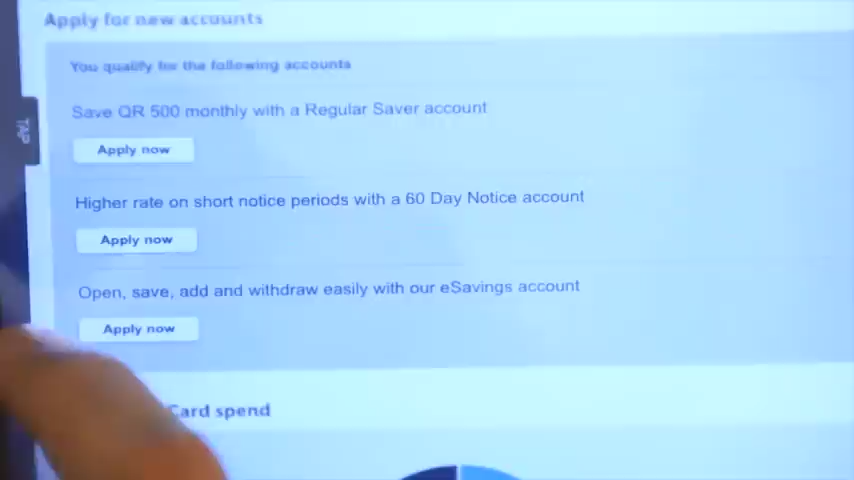 Apply for new accounts
You qualify for the following accounts
Save QR 500 monthly with a Regular Saver account
TAP
Apply now
Higher rate on short notice periods with a 60 Day Notice account
Apply now
Open, save, add and withdraw easily with our eSavings account
Apply now
Card spend